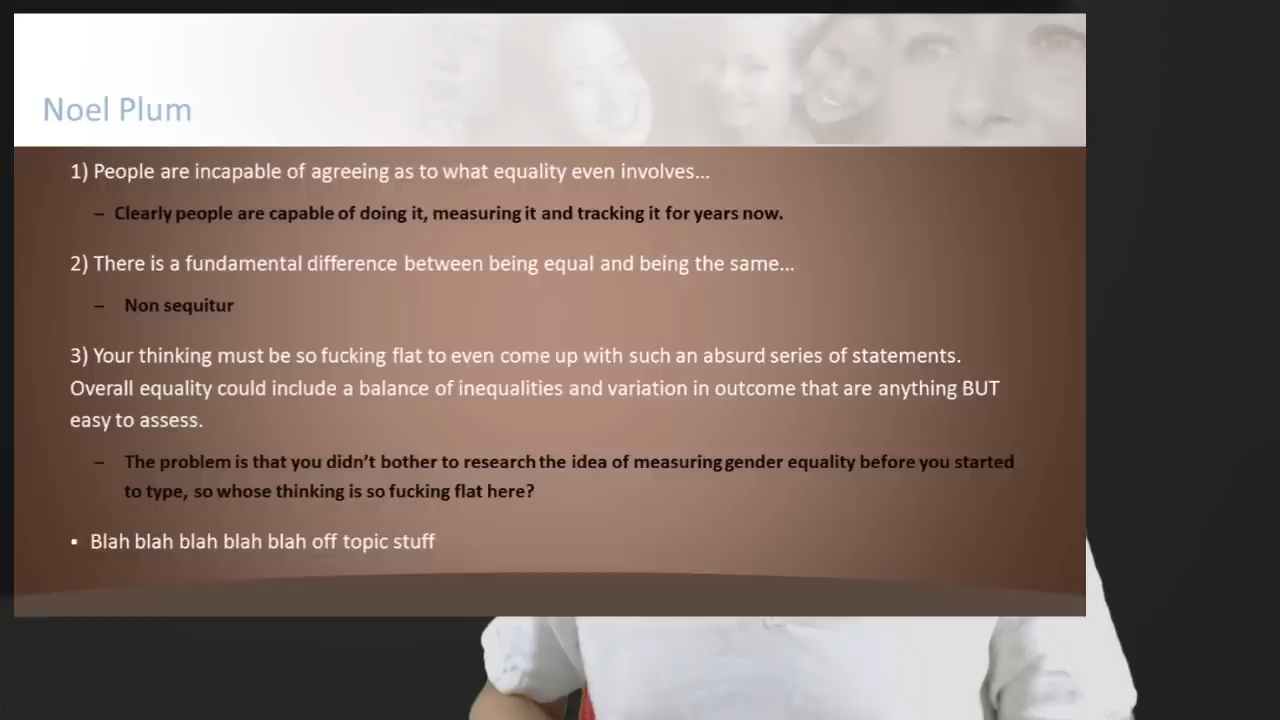 Noel Plum
1) People are incapable of agreeing as to what equality even involves...
– Clearly people are capable of doing it, measuring it and tracking it for years now.
2) There is a fundamental difference between being equal and being the same...
– Non sequitur
3) Your thinking must be so fucking flat to even come up with such an absurd series of statements.
Overall equality could include a balance of inequalities and variation in outcome that are anything BUT
easy to assess.
– The problem is that you didn't bother to research the idea of measuring gender equality before you started
to type, so whose thinking is so fucking flat here?
▪ Blah blah blah blah blah off topic stuff